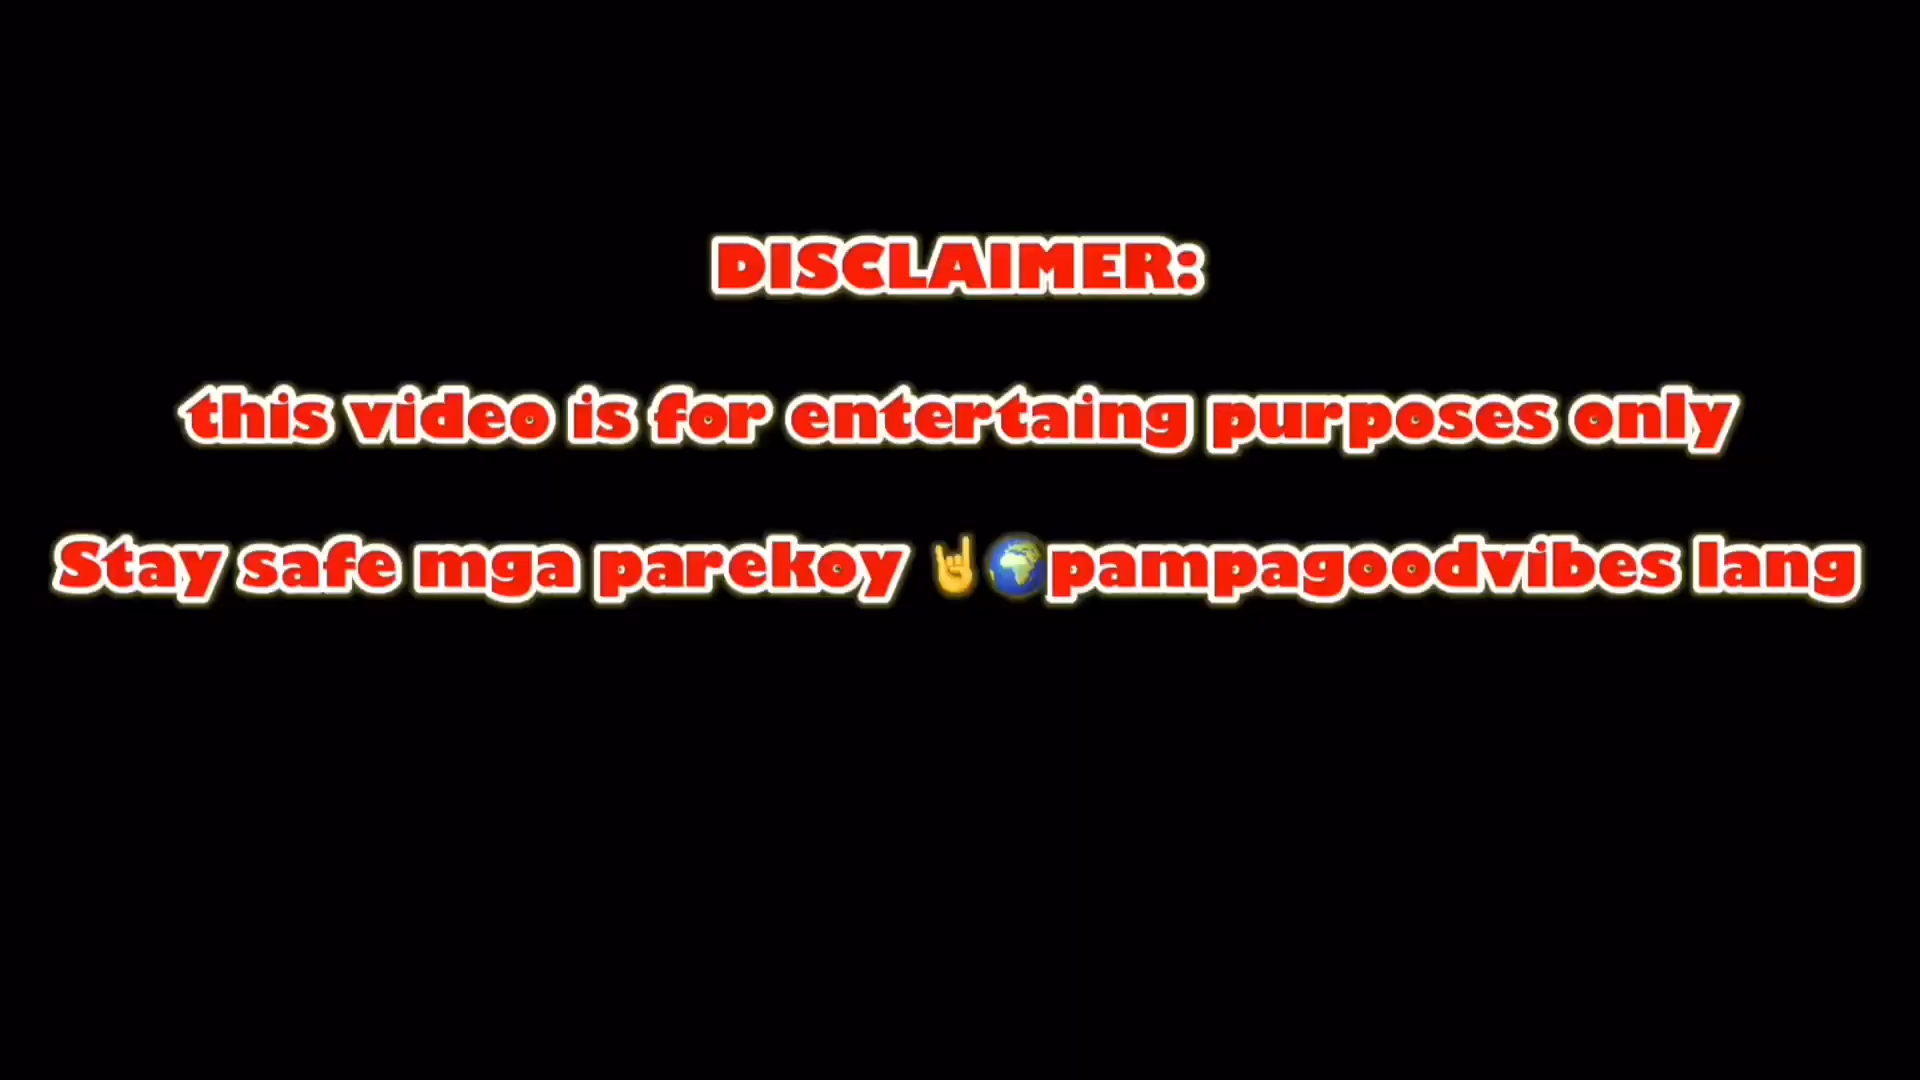 DISCLAIMER:
this video is for entertaing purposes only
Stay safe mga parekoy 🤘🌍pampagoodvibes lang